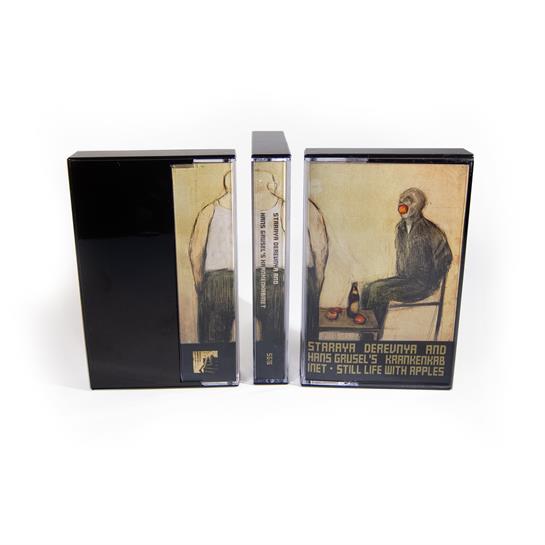 STARAYA DEREVNYA AND
HANS GRUSEL'S KRANKENKABINET
STARAYA DEREVNYA AND
HANS GRUSEL'S KRANKENKAB
INET • STILL LIFE WITH APPLES